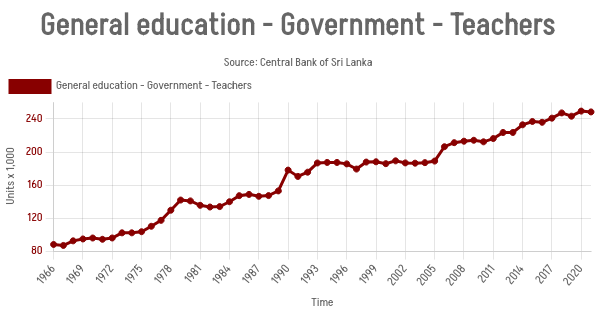 General education - Government - Teachers
Source: Central Bank of Sri Lanka
General education - Government - Teachers
Units x 1,000
240
200
160
120
80
1966 1969 1972 1975 1978 1981 1984 1987 1990 1993 1996 1999 2002 2005 2008 2011 2014 2017 2020
Time